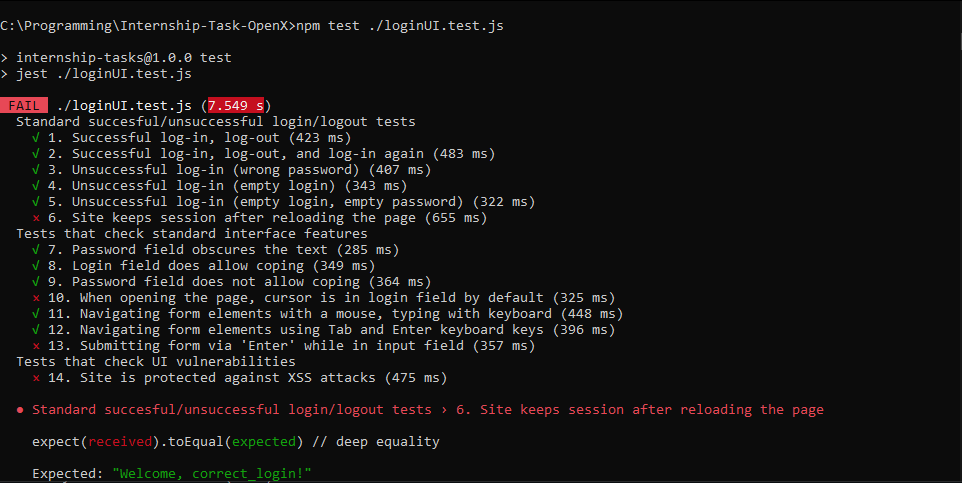 C:\Programming\Internship-Task-OpenX>npm test ./loginUI.test.js
> internship-tasks@1.0.0 test
> jest ./loginUI.test.js
FAIL ./loginUI.test.js (7.549 s)
Standard succesful/unsuccessful login/logout tests
√ 1. Successful log-in, log-out (423 ms)
√ 2. Successful log-in, log-out, and log-in again (483 ms)
√ 3. Unsuccessful log-in (wrong password) (407 ms)
√ 4. Unsuccessful log-in (empty login) (343 ms)
√ 5. Unsuccessful log-in (empty login, empty password) (322 ms)
× 6. Site keeps session after reloading the page (655 ms)
Tests that check standard interface features
√ 7. Password field obscures the text (285 ms)
√ 8. Login field does allow coping (349 ms)
√ 9. Password field does not allow coping (364 ms)
× 10. When opening the page, cursor is in login field by default (325 ms)
√ 11. Navigating form elements with a mouse, typing with keyboard (448 ms)
√ 12. Navigating form elements using Tab and Enter keyboard keys (396 ms)
× 13. Submitting form via 'Enter' while in input field (357 ms)
Tests that check UI vulnerabilities
× 14. Site is protected against XSS attacks (475 ms)
● Standard succesful/unsuccessful login/logout tests › 6. Site keeps session after reloading the page
expect(received).toEqual(expected) // deep equality
Expected: "Welcome, correct_login!"